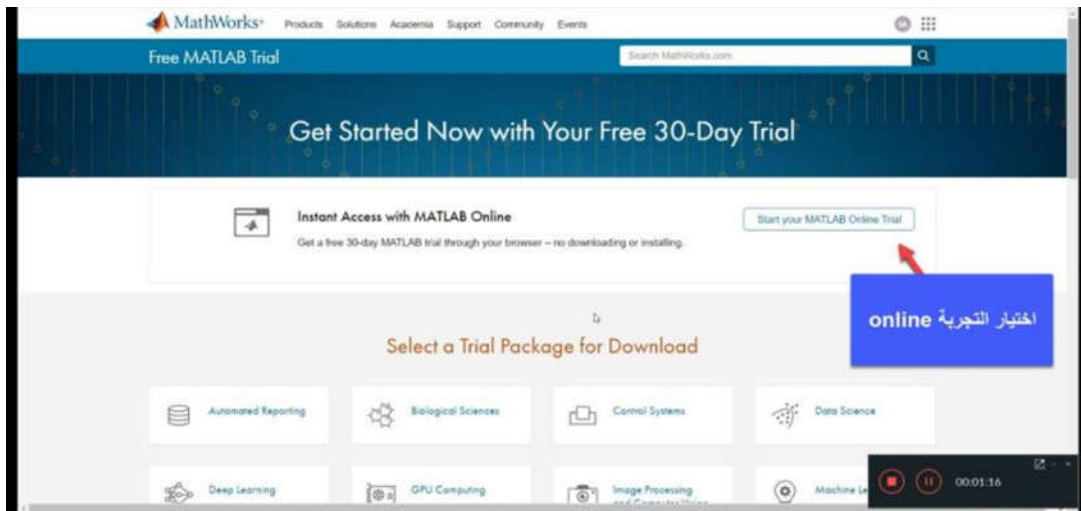 MathWorks® Products Solutions Academia Support Community Events
Free MATLAB Trial
Search MathWorks.com
Get Started Now with Your Free 30-Day Trial
Instant Access with MATLAB Online
Get a free 30-day MATLAB trial through your browser – no downloading or installing.
Start your MATLAB Online Trial
اختيار التجربة online
Select a Trial Package for Download
Automated Reporting
Biological Sciences
Control Systems
Data Science
Deep Learning
GPU Computing
Image Processing
and Computer Vision
Machine Le
00:01:16